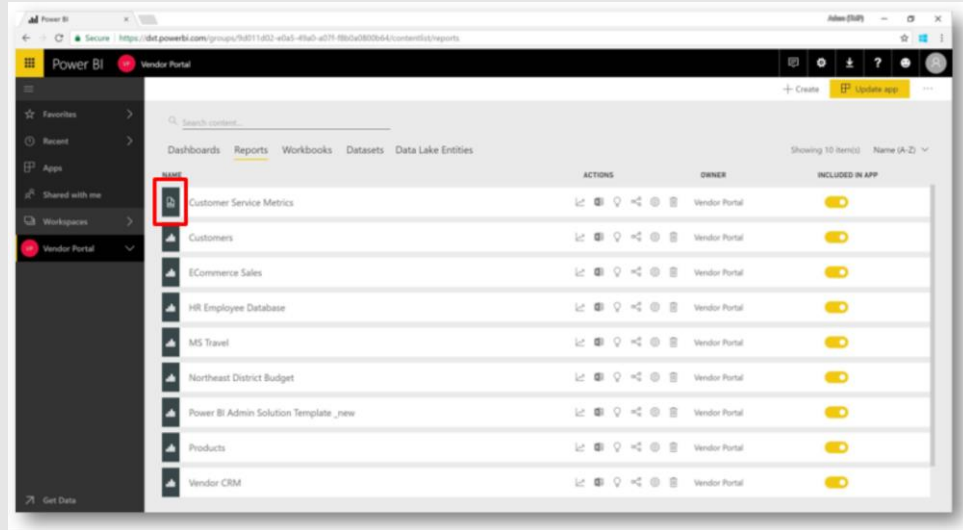 Power BI
Secure https://dxt.powerbi.com/groups/9d011d02-e0a5-49a0-a07f-f8b0a0800b64/contentlist/reports
Power BI VP Vendor Portal
Create Update app
Favorites
Search content...
Recent
Dashboards Reports Workbooks Datasets Data Lake Entities Showing 10 item(s) Name (A-Z)
Apps
NAME ACTIONS OWNER INCLUDED IN APP
Shared with me
Customer Service Metrics Vendor Portal
Workspaces
Customers Vendor Portal
VP Vendor Portal
ECommerce Sales Vendor Portal
HR Employee Database Vendor Portal
MS Travel Vendor Portal
Northeast District Budget Vendor Portal
Power BI Admin Solution Template _new Vendor Portal
Products Vendor Portal
Vendor CRM Vendor Portal
Get Data